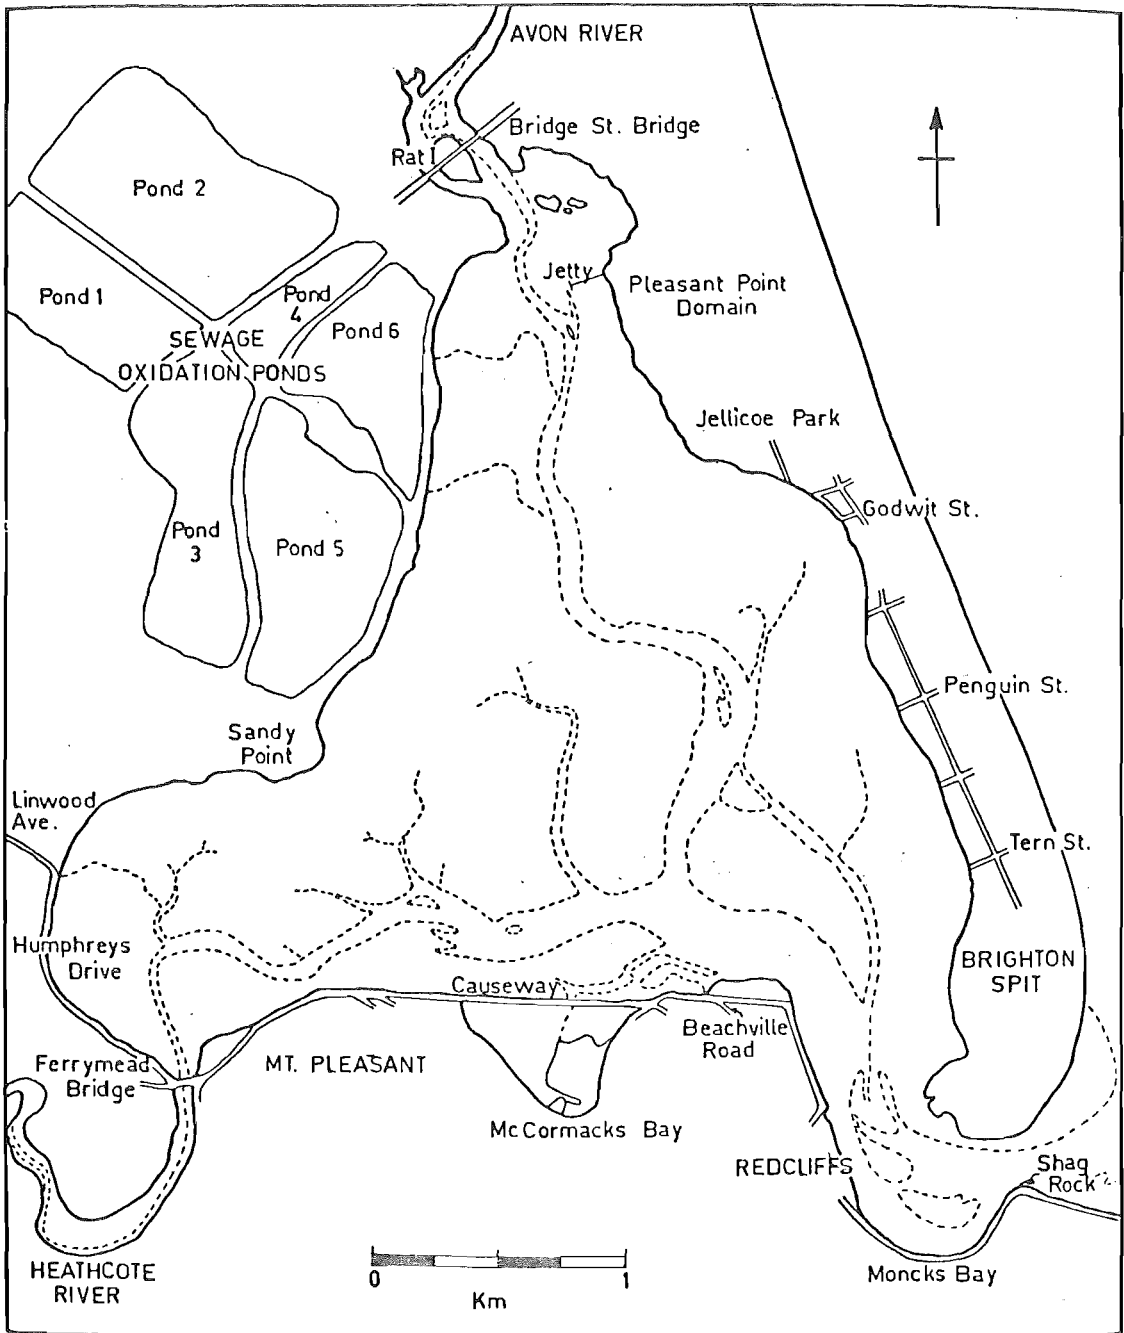 AVON RIVER
Bridge St. Bridge
Rat I
Pond 2
Jetty
Pleasant Point
Domain
Pond 1
Pond
4
Pond 6
SEWAGE
OXIDATION PONDS
Jellicoe Park
Godwit St.
Pond
3
Pond 5
Penguin St.
Sandy
Point
Linwood
Ave.
Tern St.
Humphreys
Drive
BRIGHTON
SPIT
Causeway
Beachville
Road
Ferrymead
Bridge
MT. PLEASANT
McCormacks Bay
REDCLIFFS
Shag
Rock
HEATHCOTE
RIVER
Moncks Bay
0 1
Km